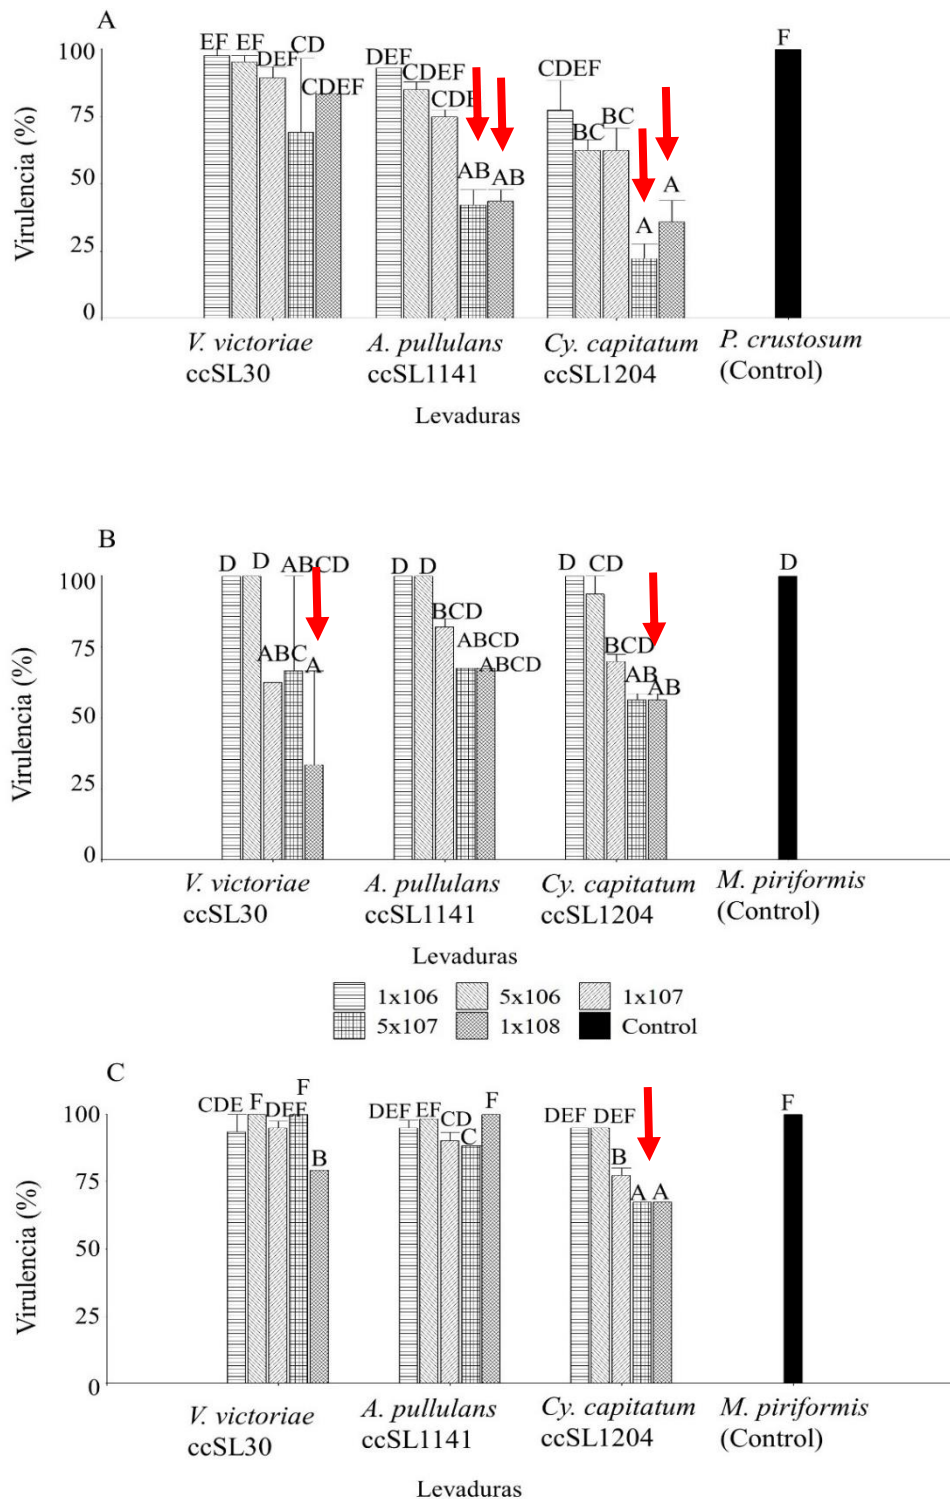 A
Virulencia (%)
100
75
50
25
0
EF EF DEF CD CDEF
DEF CDEF CDE AB AB
CDEF BC BC A A
F
V. victoriae A. pullulans Cy. capitatum P. crustosum
ccSL30 ccSL1141 ccSL1204 (Control)
Levaduras
B
Virulencia (%)
100
75
50
25
0
D D ABC ABCD A
D D BCD ABCD ABCD
D CD BCD AB AB
D
V. victoriae A. pullulans Cy. capitatum M. piriformis
ccSL30 ccSL1141 ccSL1204 (Control)
Levaduras
1x106 5x106 1x107
5x107 1x108 Control
C
Virulencia (%)
100
75
50
25
0
CDE F DEF F B
DEF EF CD C F
DEF DEF B A A
F
V. victoriae A. pullulans Cy. capitatum M. piriformis
ccSL30 ccSL1141 ccSL1204 (Control)
Levaduras